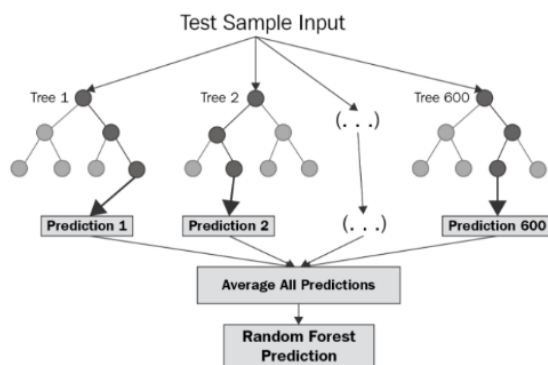 Test Sample Input
Tree 1
Tree 2
Tree 600
(. . .)
Prediction 1
Prediction 2
(. . .)
Prediction 600
Average All Predictions
Random Forest
Prediction